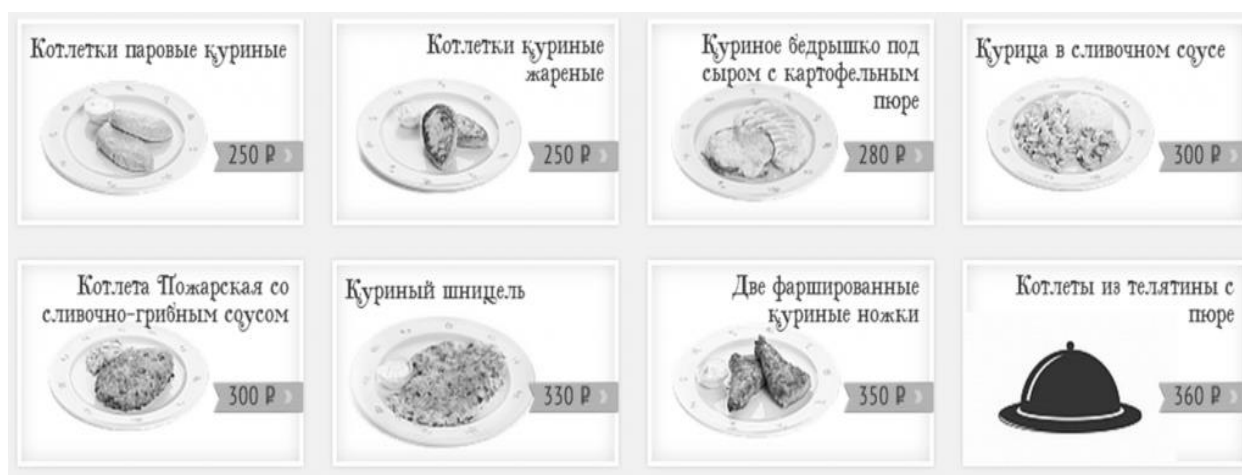 Котлетки паровые куриные
250 ₽
Котлетки куриные
жареные
250 ₽
Куриное бедрышко под
сыром с картофельным
пюре
280 ₽
Курица в сливочном соусе
300 ₽
Котлета Пожарская со
сливочно-грибным соусом
300 ₽
Куриный шницель
330 ₽
Две фаршированные
куриные ножки
350 ₽
Котлеты из телятины с
пюре
360 ₽